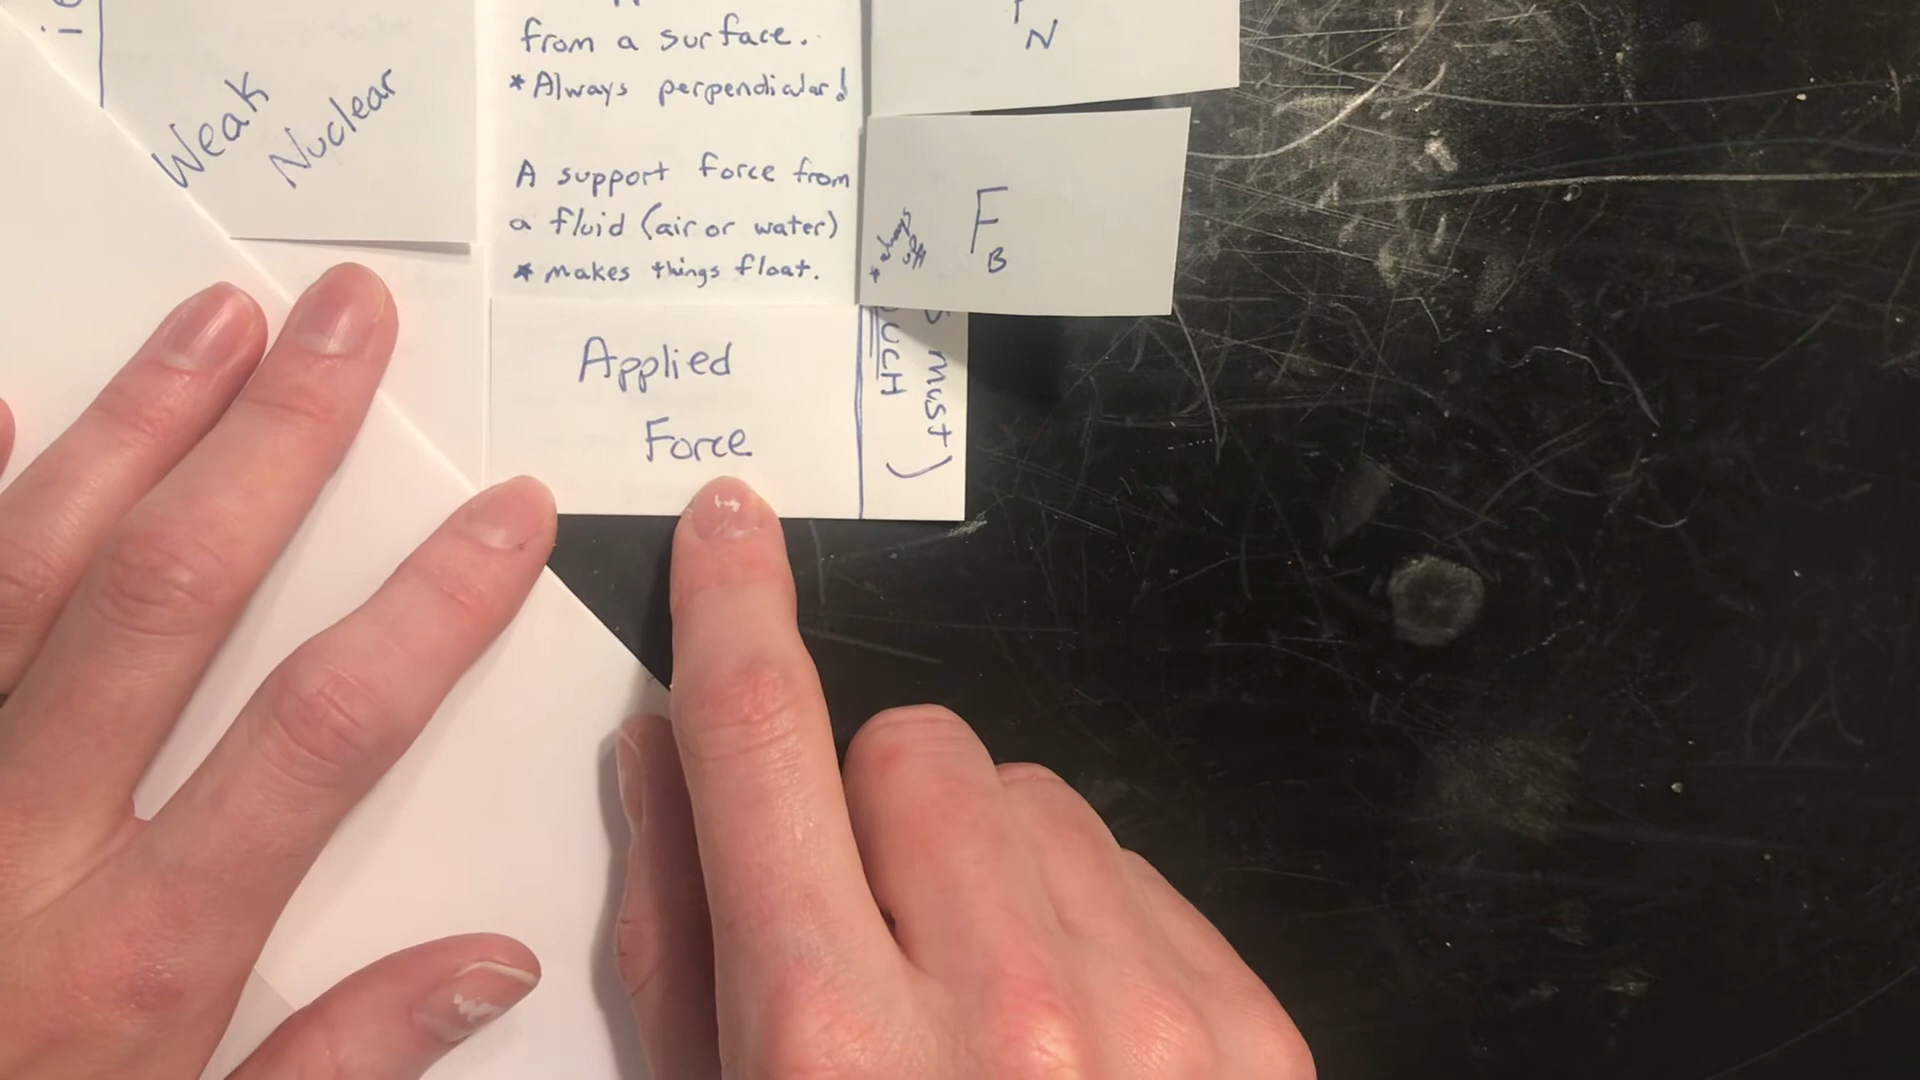 Weak
Nuclear
from a surface.
*Always perpendicular!
A support force from
a fluid (air or water)
* makes things float.
Applied
Force
N
F
B
must)